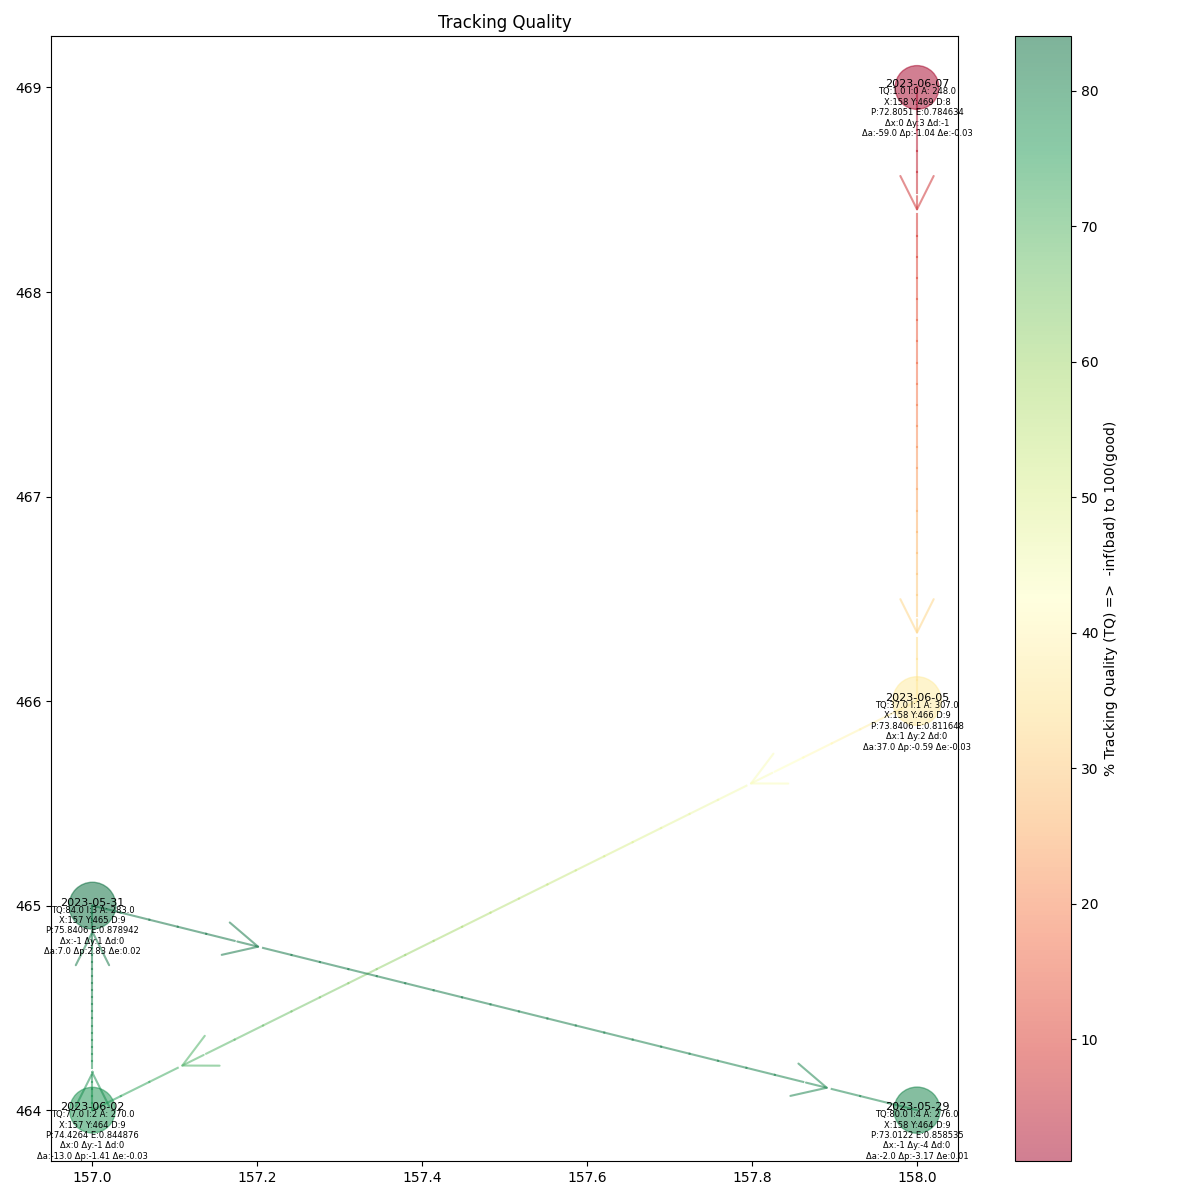 Tracking Quality
469
468
467
466
465
464
157.0
157.2
157.4
157.6
157.8
158.0
2023-06-07
TQ:1.0 I:0 A: 248.0
X:158 Y:469 D:8
P:72.8051 E:0.784634
Δx:0 Δy:3 Δd:-1
Δa:-59.0 Δp:-1.04 Δe:-0.03
2023-06-05
TQ:37.0 I:1 A: 307.0
X:158 Y:466 D:9
P:73.8406 E:0.811648
Δx:1 Δy:2 Δd:0
Δa:37.0 Δp:-0.59 Δe:-0.03
2023-05-31
TQ:84.0 I:3 A: 283.0
X:157 Y:465 D:9
P:75.8406 E:0.878942
Δx:-1 Δy:1 Δd:0
Δa:7.0 Δp:2.83 Δe:0.02
2023-06-02
TQ:77.0 I:2 A: 270.0
X:157 Y:464 D:9
P:74.4264 E:0.844876
Δx:0 Δy:-1 Δd:0
Δa:-13.0 Δp:-1.41 Δe:-0.03
2023-05-29
TQ:80.0 I:4 A: 276.0
X:158 Y:464 D:9
P:73.0122 E:0.858535
Δx:-1 Δy:-4 Δd:0
Δa:-2.0 Δp:-3.17 Δe:0.01
80
70
60
50
40
30
20
10
% Tracking Quality (TQ) => -inf(bad) to 100(good)